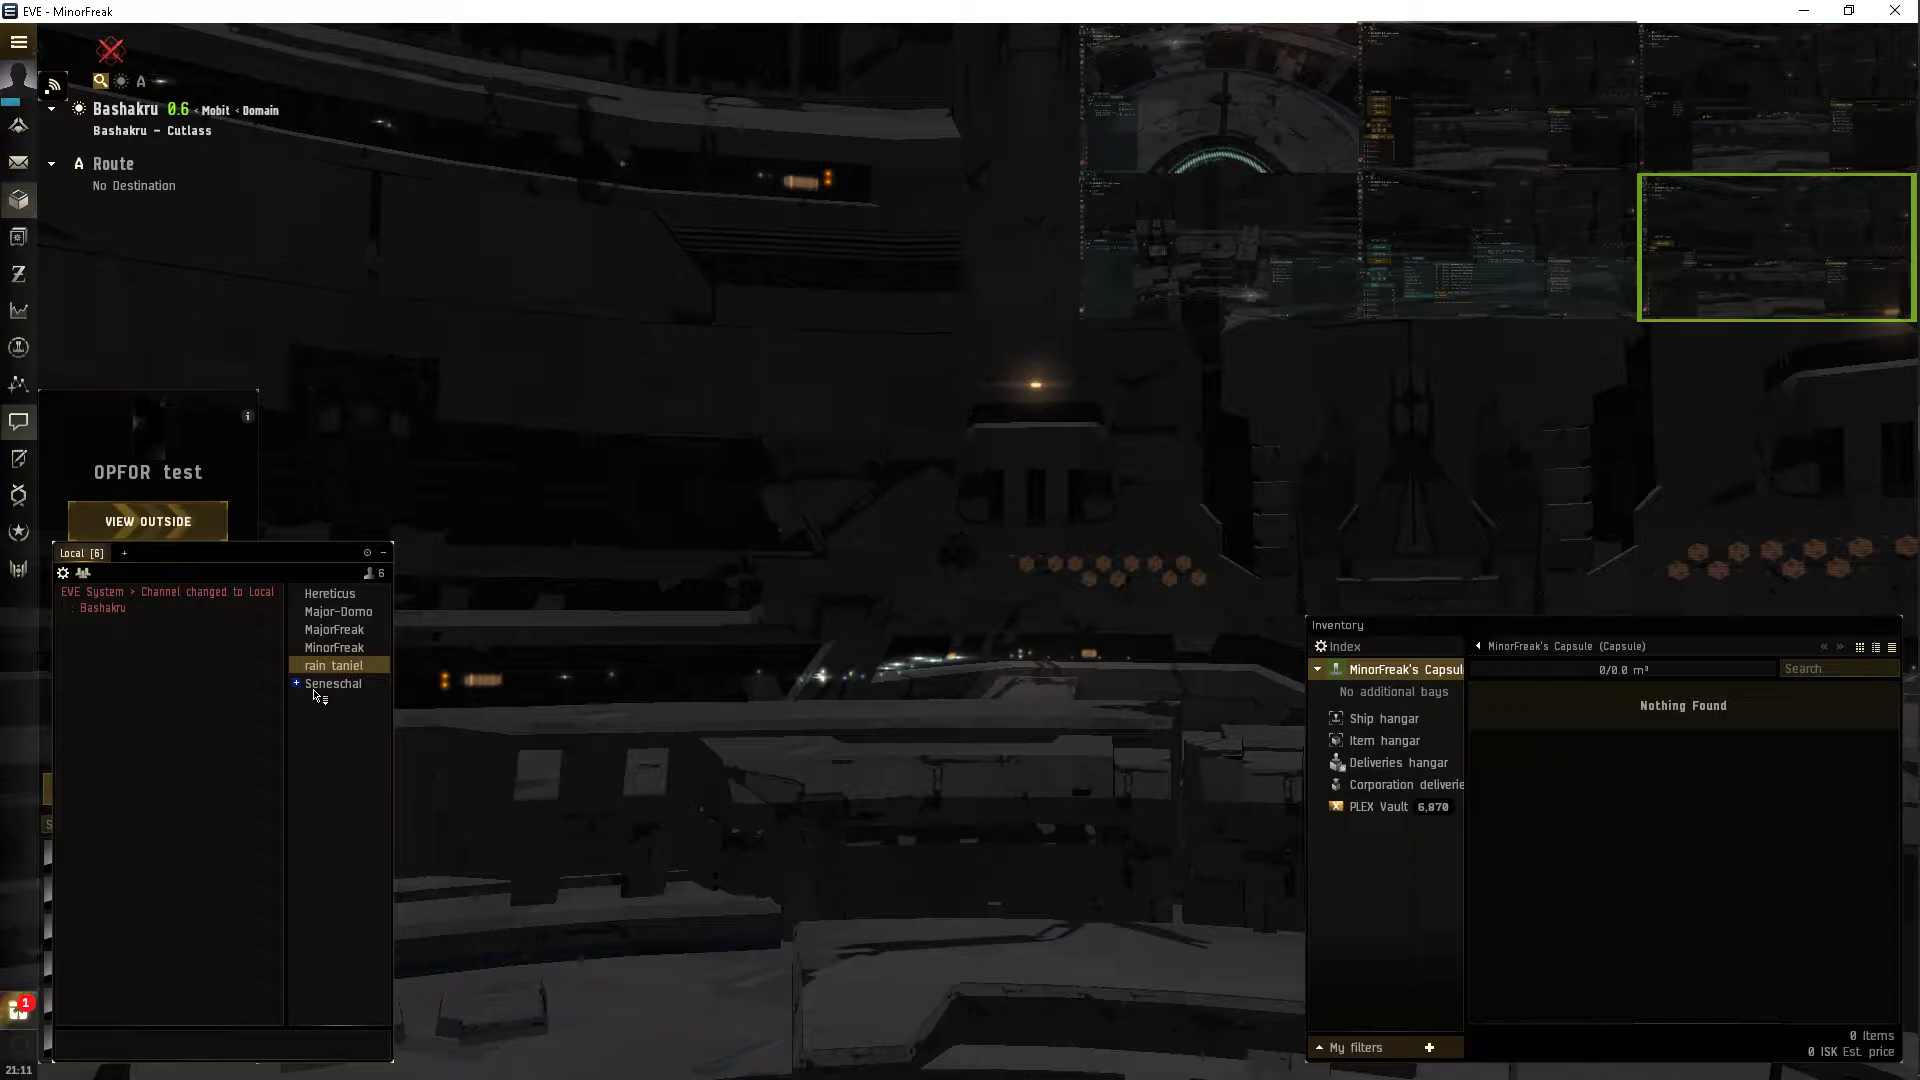 EVE - MinorFreak
Bashakru 0.6 < Mobit < Domain
Bashakru - Cutlass
A Route
No Destination
OPFOR test
VIEW OUTSIDE
Local [6] +
6
EVE System > Channel changed to Local
: Bashakru
Hereticus
Major-Domo
MajorFreak
MinorFreak
rain taniel
Seneschal
Inventory
Index
MinorFreak's Capsule (Capsule)
MinorFreak's Capsul
0/0.0 m³
Search
No additional bays
Nothing Found
Ship hangar
Item hangar
Deliveries hangar
Corporation deliverie
PLEX Vault 6,870
My filters +
0 Items
0 ISK Est. price
1
21:11